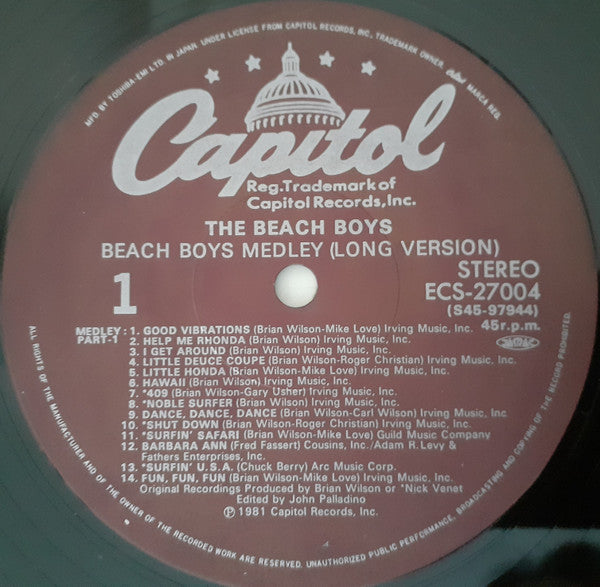 MFD. BY TOSHIBA-EMI LTD. IN JAPAN UNDER LICENSE FROM CAPITOL RECORDS, INC., TRADEMARK OWNER. Capitol MARCA REG.
Capitol
Reg.Trademark of
Capitol Records,Inc.
THE BEACH BOYS
BEACH BOYS MEDLEY (LONG VERSION)
1
STEREO
ECS-27004
(S45-97944)
45r.p.m.
MEDLEY : 1. GOOD VIBRATIONS (Brian Wilson-Mike Love) Irving Music, Inc.
PART-1 2. HELP ME RHONDA (Brian Wilson) Irving Music, Inc.
3. I GET AROUND (Brian Wilson) Irving Music, Inc.
4. LITTLE DEUCE COUPE (Brian Wilson-Roger Christian) Irving Music, Inc.
5. LITTLE HONDA (Brian Wilson-Mike Love) Irving Music, Inc.
6. HAWAII (Brian Wilson) Irving Music, Inc.
7. *409 (Brian Wilson-Gary Usher) Irving Music, Inc.
8. *NOBLE SURFER (Brian Wilson) Irving Music, Inc.
9. DANCE, DANCE, DANCE (Brian Wilson-Carl Wilson) Irving Music, Inc.
10. *SHUT DOWN (Brian Wilson-Roger Christian) Irving Music, Inc.
11. *SURFIN' SAFARI (Brian Wilson-Mike Love) Guild Music Company
12. BARBARA ANN (Fred Fassert) Cousins, Inc./Adam R. Levy &
Fathers Enterprises, Inc.
13. *SURFIN' U.S.A. (Chuck Berry) Arc Music Corp.
14. FUN, FUN, FUN (Brian Wilson-Mike Love) Irving Music, Inc.
Original Recordings Produced by Brian Wilson or *Nick Venet
Edited by John Palladino
Ⓟ©1981 Capitol Records, Inc.
ALL RIGHTS OF THE MANUFACTURER AND OF THE OWNER OF THE RECORDED WORK ARE RESERVED. UNAUTHORIZED PUBLIC PERFORMANCE, BROADCASTING AND COPYING OF THE RECORD PROHIBITED.